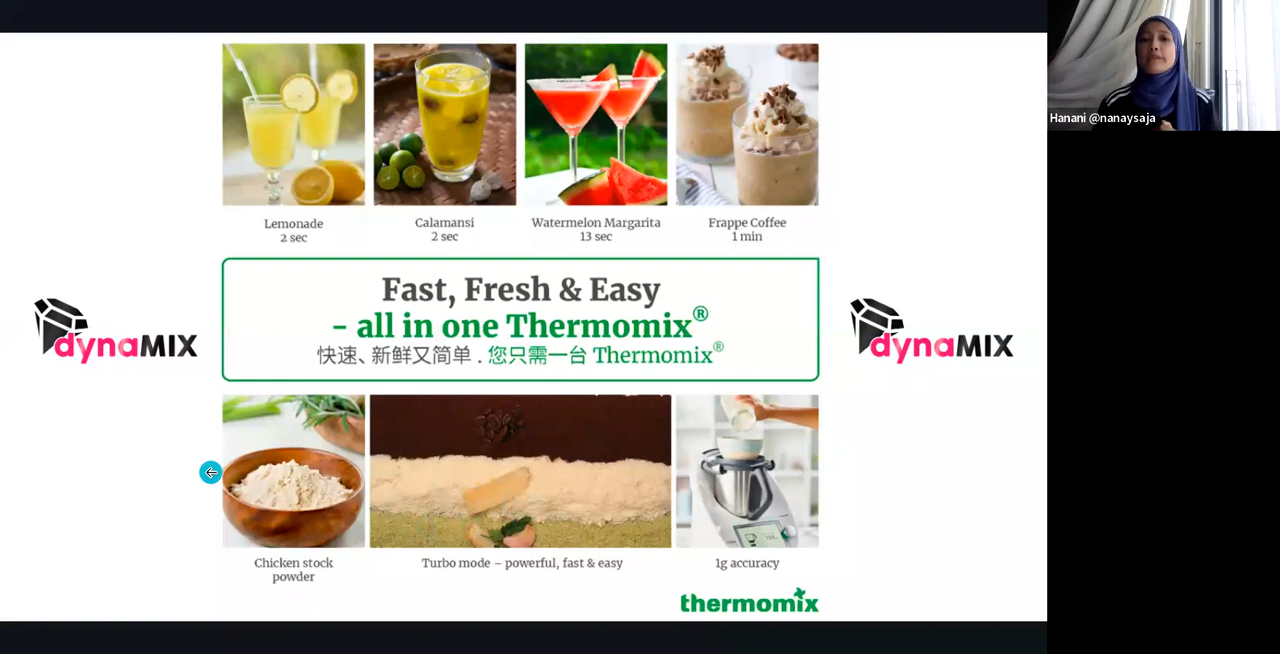 Hanani @nanaysaja
Lemonade
2 sec
Calamansi
2 sec
Watermelon Margarita
13 sec
Frappe Coffee
1 min
Fast, Fresh & Easy
- all in one Thermomix®
快速、新鲜又简单 . 您只需一台 Thermomix®
dynaMIX
dynaMIX
Chicken stock
powder
Turbo mode – powerful, fast & easy
1g accuracy
thermomix